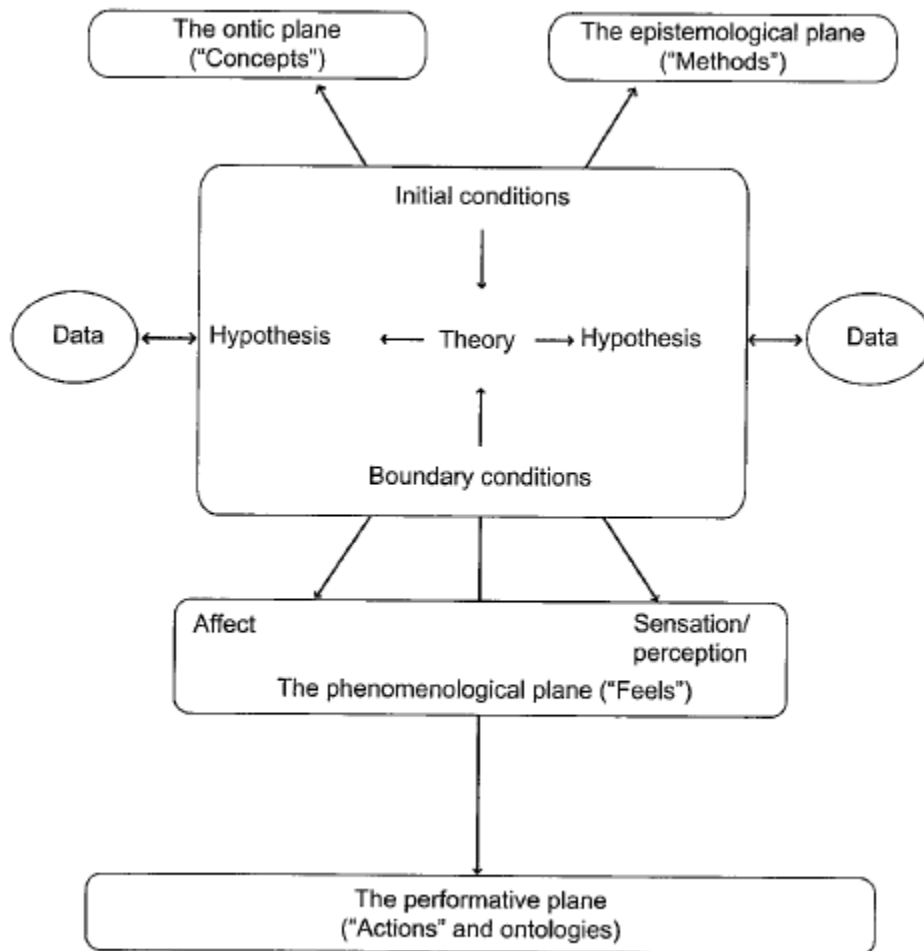 The ontic plane
("Concepts")
The epistemological plane
("Methods")
Initial conditions
Data
Hypothesis
Theory
Hypothesis
Data
Boundary conditions
Affect
Sensation/
perception
The phenomenological plane ("Feels")
The performative plane
("Actions" and ontologies)